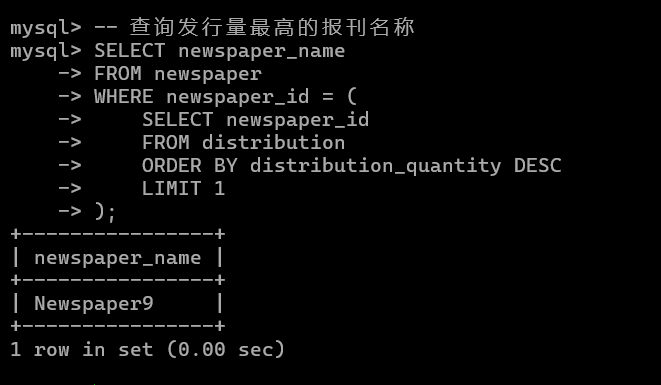 mysql> -- 查询发行量最高的报刊名称
mysql> SELECT newspaper_name
    -> FROM newspaper
    -> WHERE newspaper_id = (
    ->     SELECT newspaper_id
    ->     FROM distribution
    ->     ORDER BY distribution_quantity DESC
    ->     LIMIT 1
    -> );
+----------------+
| newspaper_name |
+----------------+
| Newspaper9     |
+----------------+
1 row in set (0.00 sec)